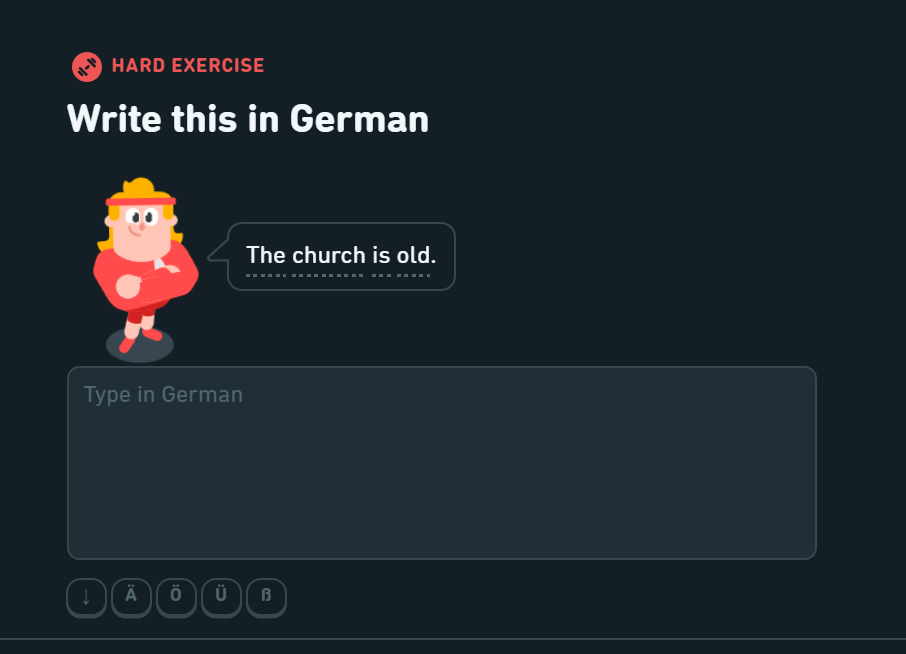 HARD EXERCISE
Write this in German
The church is old.
Type in German
↓ Ä Ö Ü ß